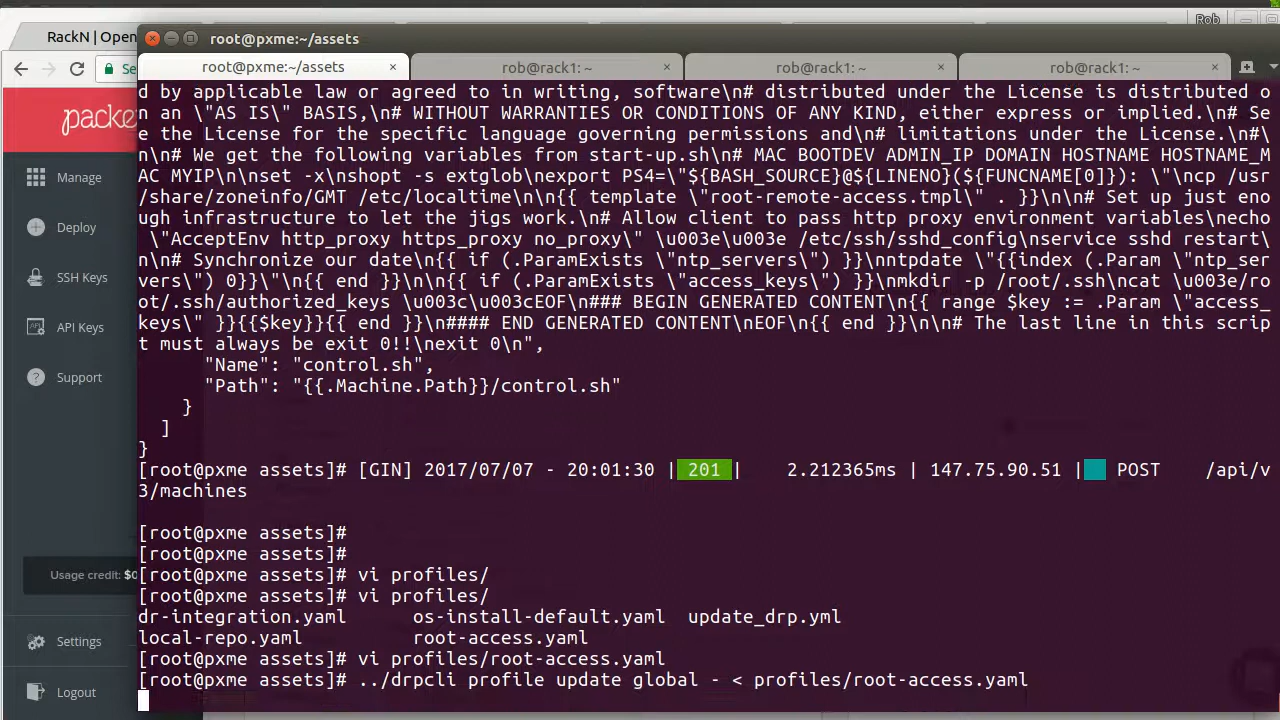 RackN | Open
Rob
root@pxme:~/assets
root@pxme:~/assets × rob@rack1: ~ × rob@rack1: ~ × rob@rack1: ~ ×
Se
packe
Manage
Deploy
SSH Keys
API Keys
Support
Usage credit: $0
Settings
Logout
d by applicable law or agreed to in writing, software\n# distributed under the License is distributed o
n an \"AS IS\" BASIS,\n# WITHOUT WARRANTIES OR CONDITIONS OF ANY KIND, either express or implied.\n# Se
e the License for the specific language governing permissions and\n# limitations under the License.\n#\
n\n# We get the following variables from start-up.sh\n# MAC BOOTDEV ADMIN_IP DOMAIN HOSTNAME HOSTNAME_M
AC MYIP\n\nset -x\nshopt -s extglob\nexport PS4=\"${BASH_SOURCE}@${LINENO}(${FUNCNAME[0]}): \"\ncp /usr
/share/zoneinfo/GMT /etc/localtime\n\n{{ template \"root-remote-access.tmpl\" . }}\n\n# Set up just eno
ugh infrastructure to let the jigs work.\n# Allow client to pass http proxy environment variables\necho
 \"AcceptEnv http_proxy https_proxy no_proxy\" \u003e\u003e /etc/ssh/sshd_config\nservice sshd restart\
n\n# Synchronize our date\n{{ if (.ParamExists \"ntp_servers\") }}\nntpdate \"{{index (.Param \"ntp_ser
vers\") 0}}\"\n{{ end }}\n\n{{ if (.ParamExists \"access_keys\") }}\nmkdir -p /root/.ssh\ncat \u003e/ro
ot/.ssh/authorized_keys \u003c\u003cEOF\n### BEGIN GENERATED CONTENT\n{{ range $key := .Param \"access_
keys\" }}{{$key}}{{ end }}\n#### END GENERATED CONTENT\nEOF\n{{ end }}\n\n# The last line in this scrip
t must always be exit 0!!\nexit 0\n",
"Name": "control.sh",
"Path": "{{.Machine.Path}}/control.sh"
}
]
}
[root@pxme assets]# [GIN] 2017/07/07 - 20:01:30 | 201 | 2.212365ms | 147.75.90.51 | POST /api/v
3/machines
[root@pxme assets]#
[root@pxme assets]#
[root@pxme assets]# vi profiles/
[root@pxme assets]# vi profiles/
dr-integration.yaml os-install-default.yaml update_drp.yml
local-repo.yaml root-access.yaml
[root@pxme assets]# vi profiles/root-access.yaml
[root@pxme assets]# ../drpcli profile update global - < profiles/root-access.yaml